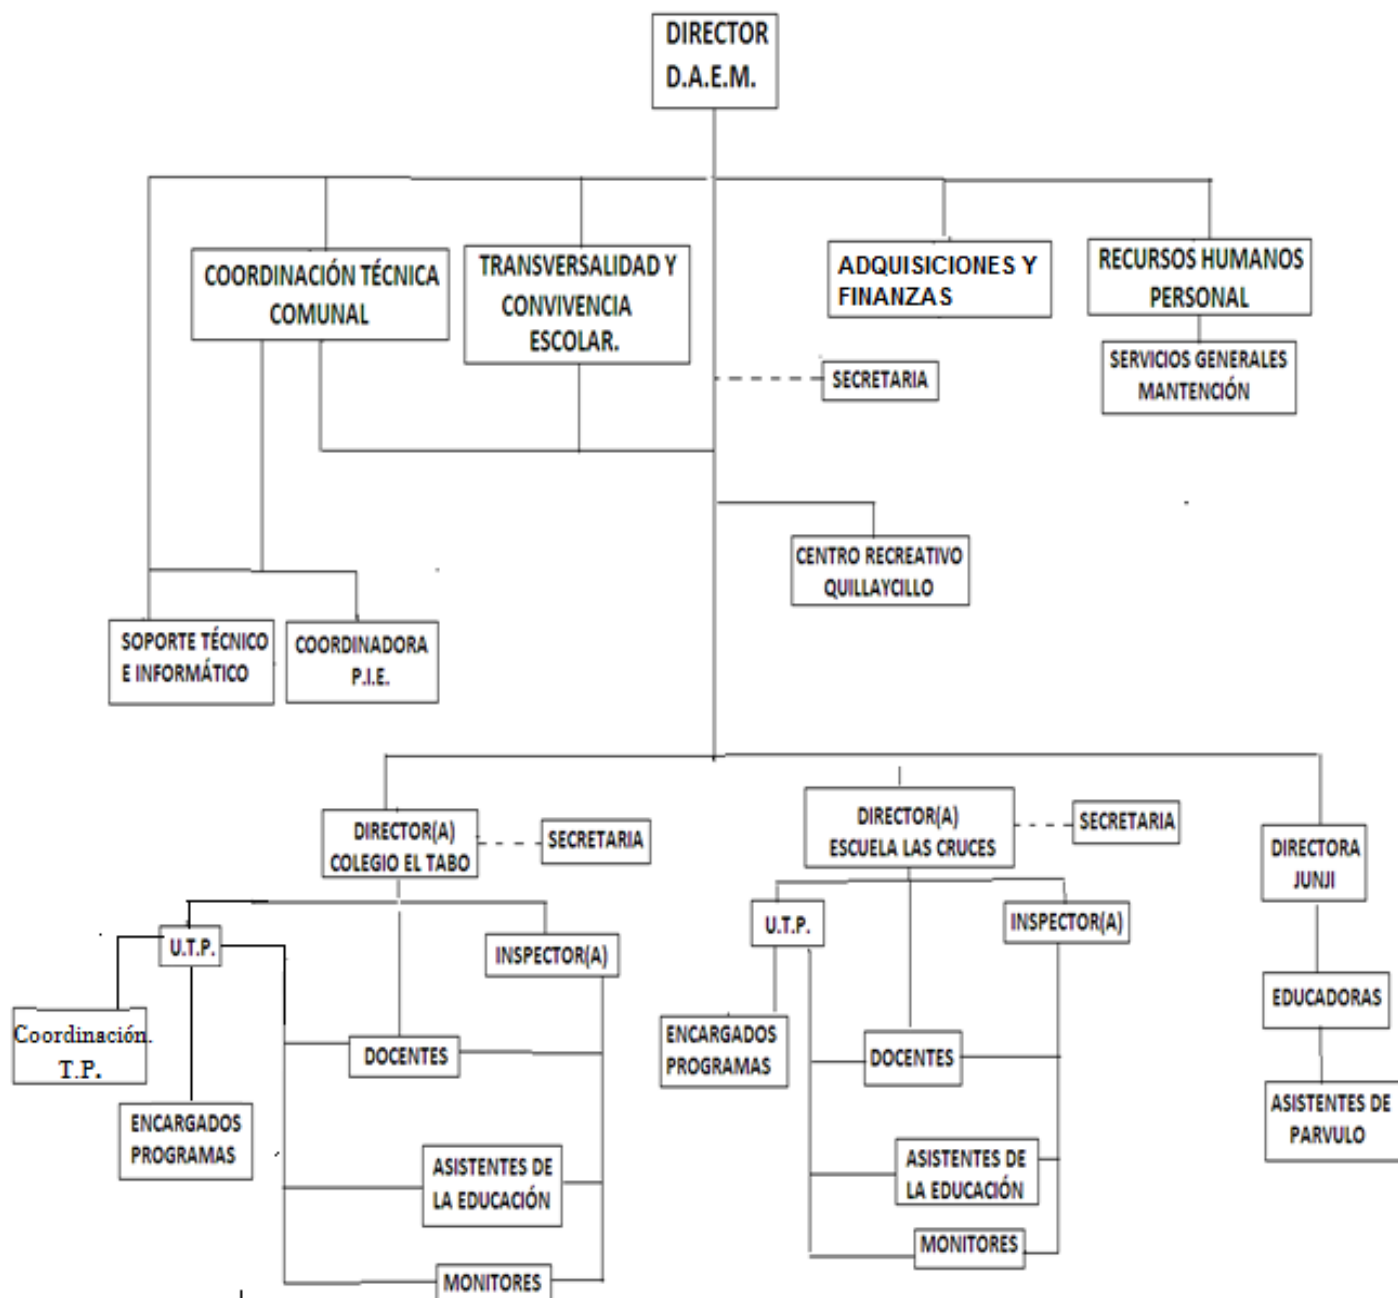 DIRECTOR
D.A.E.M.
COORDINACIÓN TÉCNICA
COMUNAL
TRANSVERSALIDAD Y
CONVIVENCIA
ESCOLAR.
ADQUISICIONES Y
FINANZAS
RECURSOS HUMANOS
PERSONAL
SERVICIOS GENERALES
MANTENCIÓN
SECRETARIA
CENTRO RECREATIVO
QUILLAYCILLO
SOPORTE TÉCNICO
E INFORMÁTICO
COORDINADORA
P.I.E.
DIRECTOR(A)
COLEGIO EL TABO
SECRETARIA
DIRECTOR(A)
ESCUELA LAS CRUCES
SECRETARIA
DIRECTORA
JUNJI
U.T.P.
INSPECTOR(A)
U.T.P.
INSPECTOR(A)
EDUCADORAS
Coordinación.
T.P.
DOCENTES
ENCARGADOS
PROGRAMAS
DOCENTES
ENCARGADOS
PROGRAMAS
ASISTENTES DE
PARVULO
ASISTENTES DE
LA EDUCACIÓN
ASISTENTES DE
LA EDUCACIÓN
MONITORES
MONITORES